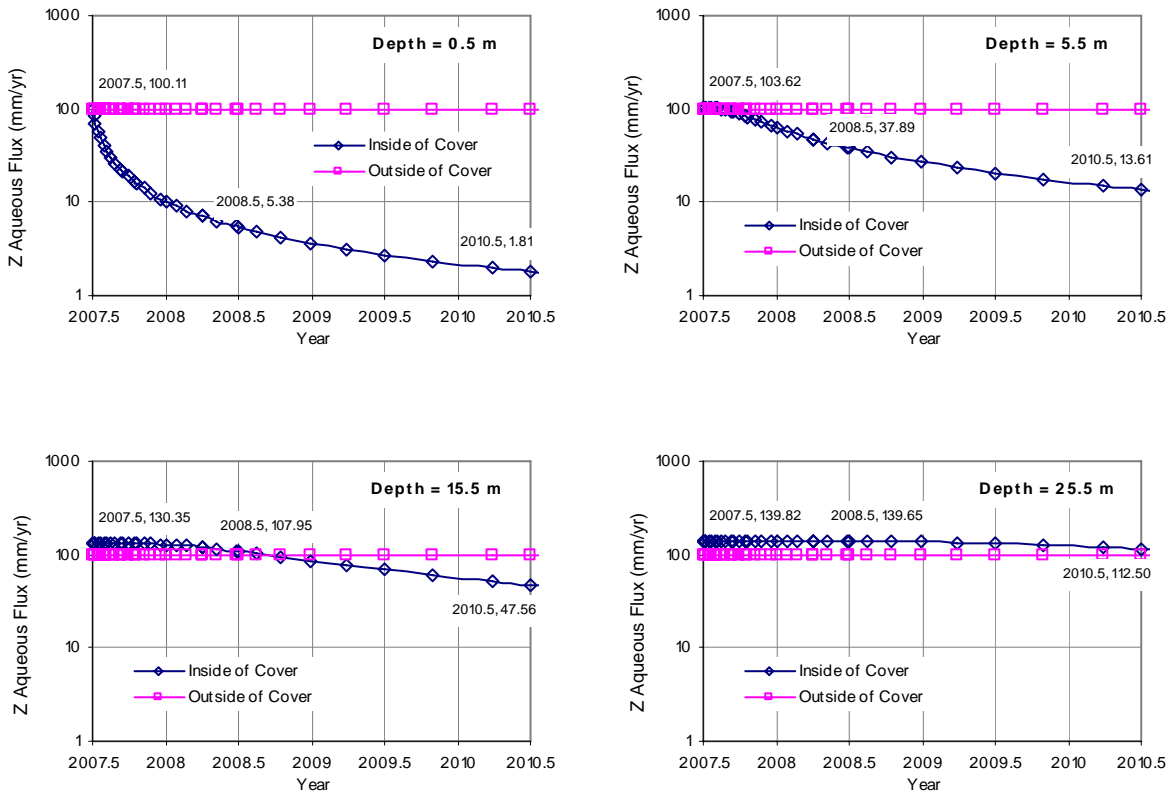 1000
100
10
1
Z Aqueous Flux (mm/yr)
Depth = 0.5 m
2007.5, 100.11
2008.5, 5.38
2010.5, 1.81
Inside of Cover
Outside of Cover
2007.5 2008 2008.5 2009 2009.5 2010 2010.5
Year
1000
100
10
1
Z Aqueous Flux (mm/yr)
Depth = 5.5 m
2007.5, 103.62
2008.5, 37.89
2010.5, 13.61
Inside of Cover
Outside of Cover
2007.5 2008 2008.5 2009 2009.5 2010 2010.5
Year
1000
100
10
1
Z Aqueous Flux (mm/yr)
Depth = 15.5 m
2007.5, 130.35
2008.5, 107.95
2010.5, 47.56
Inside of Cover
Outside of Cover
2007.5 2008 2008.5 2009 2009.5 2010 2010.5
Year
1000
100
10
1
Z Aqueous Flux (mm/yr)
Depth = 25.5 m
2007.5, 139.82
2008.5, 139.65
2010.5, 112.50
Inside of Cover
Outside of Cover
2007.5 2008 2008.5 2009 2009.5 2010 2010.5
Year